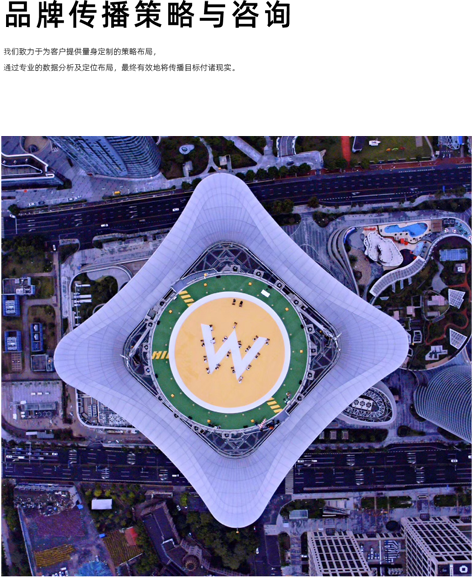 品牌传播策略与咨询
我们致力于为客户提供量身定制的策略布局，
通过专业的数据分析及定位布局，最终有效地将传播目标付诸现实。
W